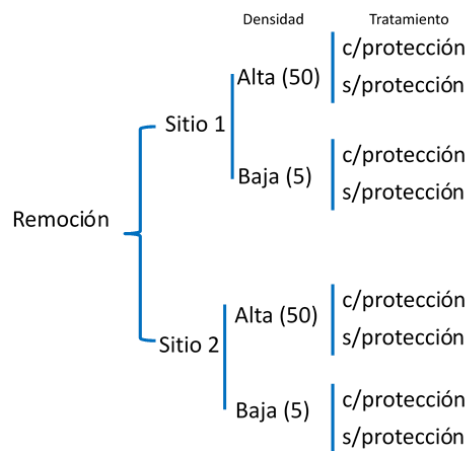 Densidad Tratamiento
c/protección
Alta (50)
s/protección
Sitio 1
c/protección
Baja (5)
s/protección
Remoción
c/protección
Alta (50)
s/protección
Sitio 2
c/protección
Baja (5)
s/protección